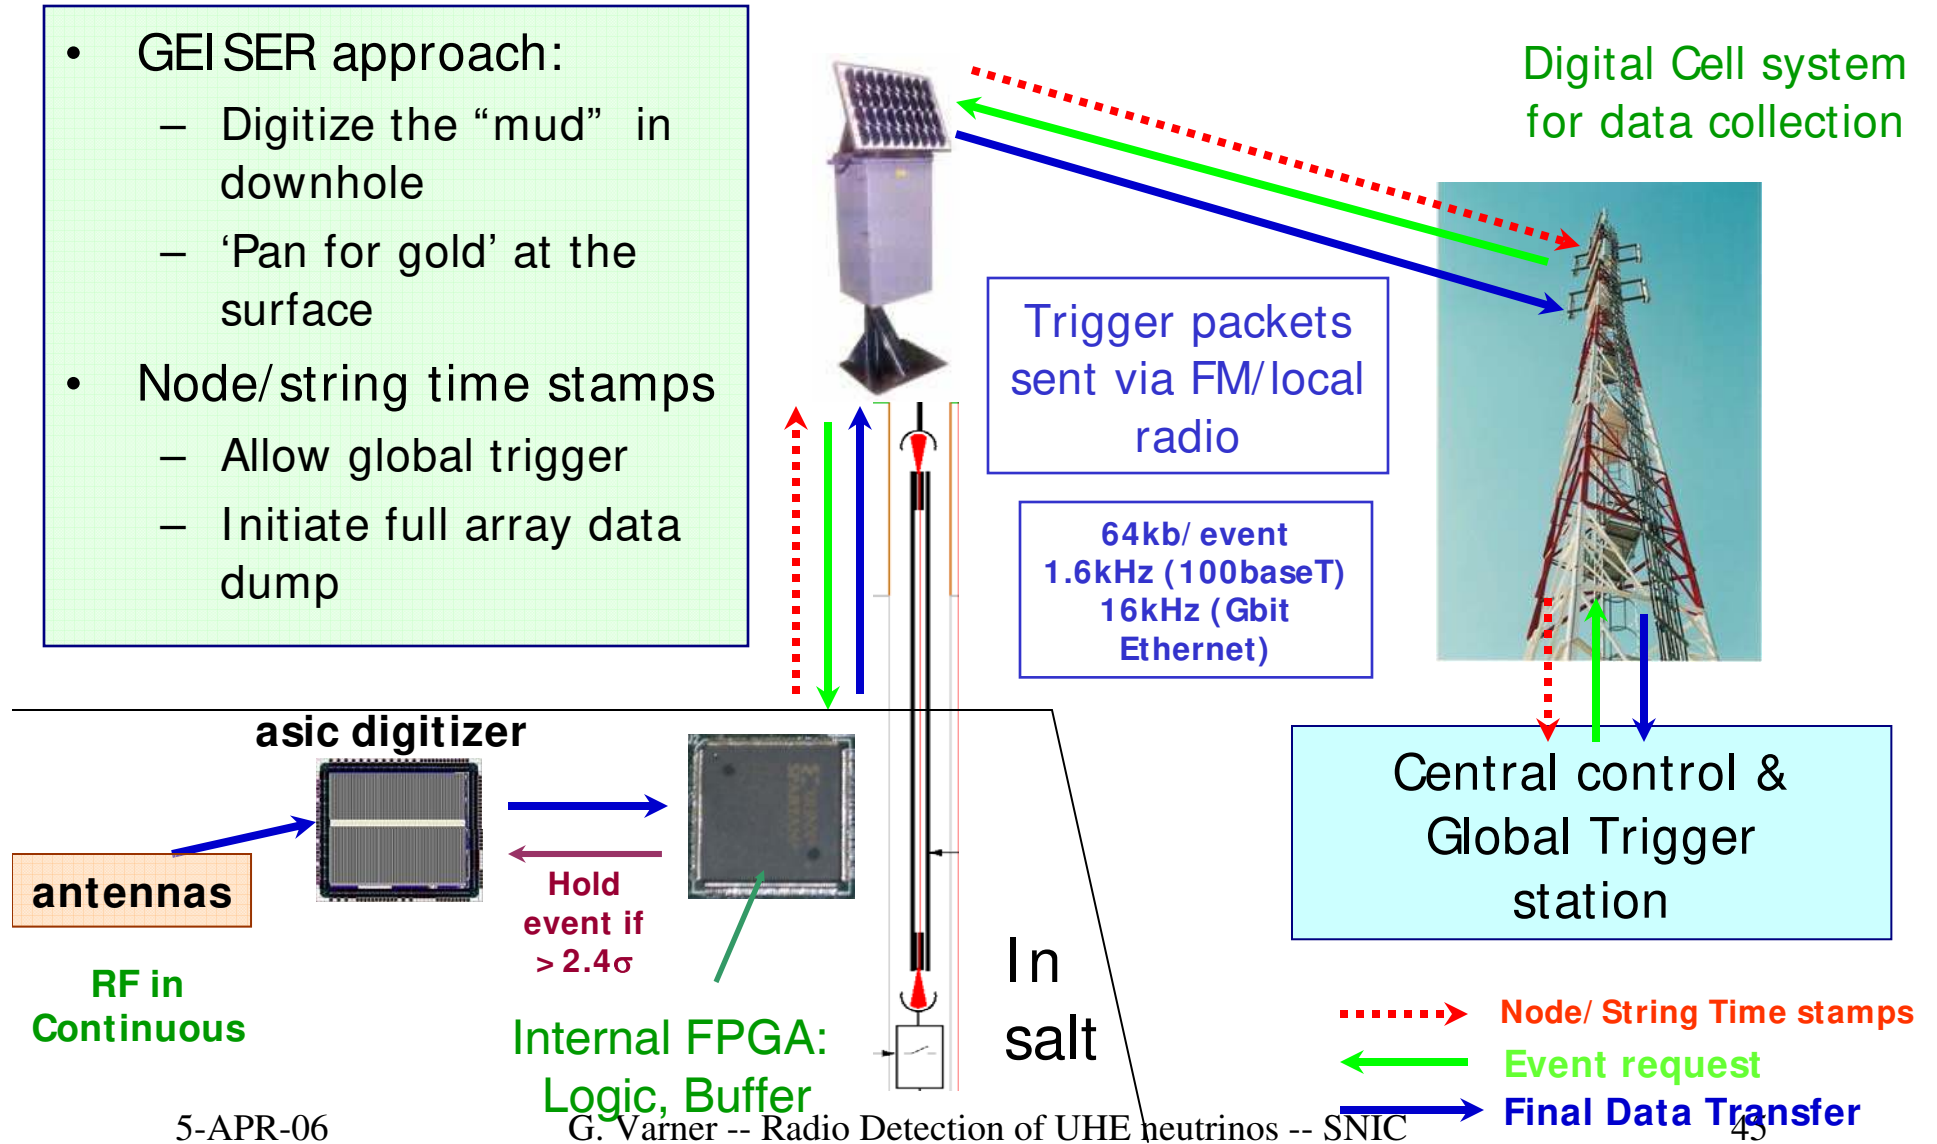 • GEISER approach:
– Digitize the “mud” in
downhole
– ‘Pan for gold’ at the
surface
• Node/string time stamps
– Allow global trigger
– Initiate full array data
dump
Digital Cell system
for data collection
Trigger packets
sent via FM/local
radio
64kb/event
1.6kHz (100baseT)
16kHz (Gbit
Ethernet)
asic digitizer
antennas
RF in
Continuous
Hold
event if
>2.4σ
Internal FPGA:
Logic, Buffer
In
salt
Central control &
Global Trigger
station
Node/String Time stamps
Event request
Final Data Transfer
5-APR-06
G. Varner -- Radio Detection of UHE neutrinos -- SNIC
45